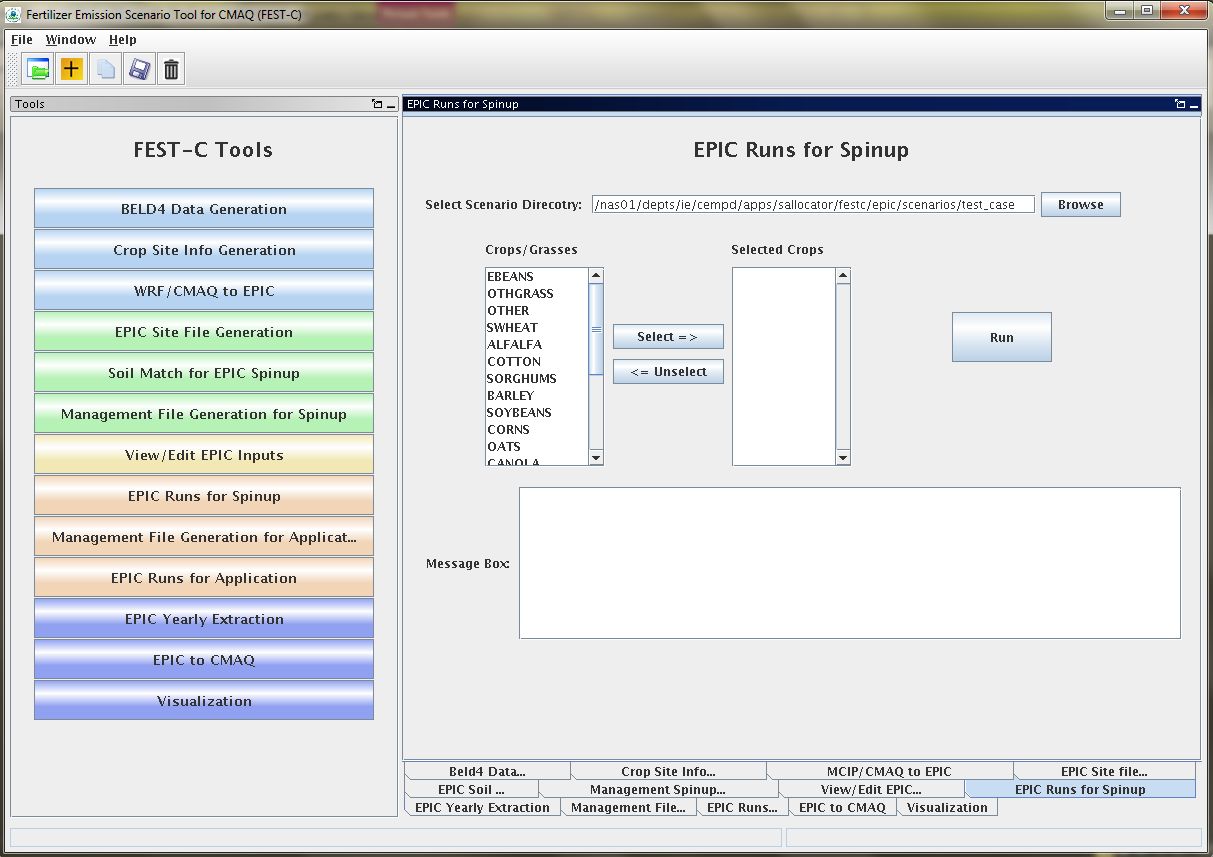 Fertilizer Emission Scenario Tool for CMAQ (FEST-C)
File Window Help
Tools
FEST-C Tools
BELD4 Data Generation
Crop Site Info Generation
WRF/CMAQ to EPIC
EPIC Site File Generation
Soil Match for EPIC Spinup
Management File Generation for Spinup
View/Edit EPIC Inputs
EPIC Runs for Spinup
Management File Generation for Applicat...
EPIC Runs for Application
EPIC Yearly Extraction
EPIC to CMAQ
Visualization
EPIC Runs for Spinup
EPIC Runs for Spinup
Select Scenario Direcotry: /nas01/depts/ie/cempd/apps/sallocator/festc/epic/scenarios/test_case Browse
Crops/Grasses
EBEANS
OTHGRASS
OTHER
SWHEAT
ALFALFA
COTTON
SORGHUMS
BARLEY
SOYBEANS
CORNS
OATS
CANOLA
Select =>
<= Unselect
Selected Crops
Run
Message Box:
Beld4 Data... Crop Site Info... MCIP/CMAQ to EPIC EPIC Site file...
EPIC Soil ... Management Spinup... View/Edit EPIC... EPIC Runs for Spinup
EPIC Yearly Extraction Management File... EPIC Runs... EPIC to CMAQ Visualization